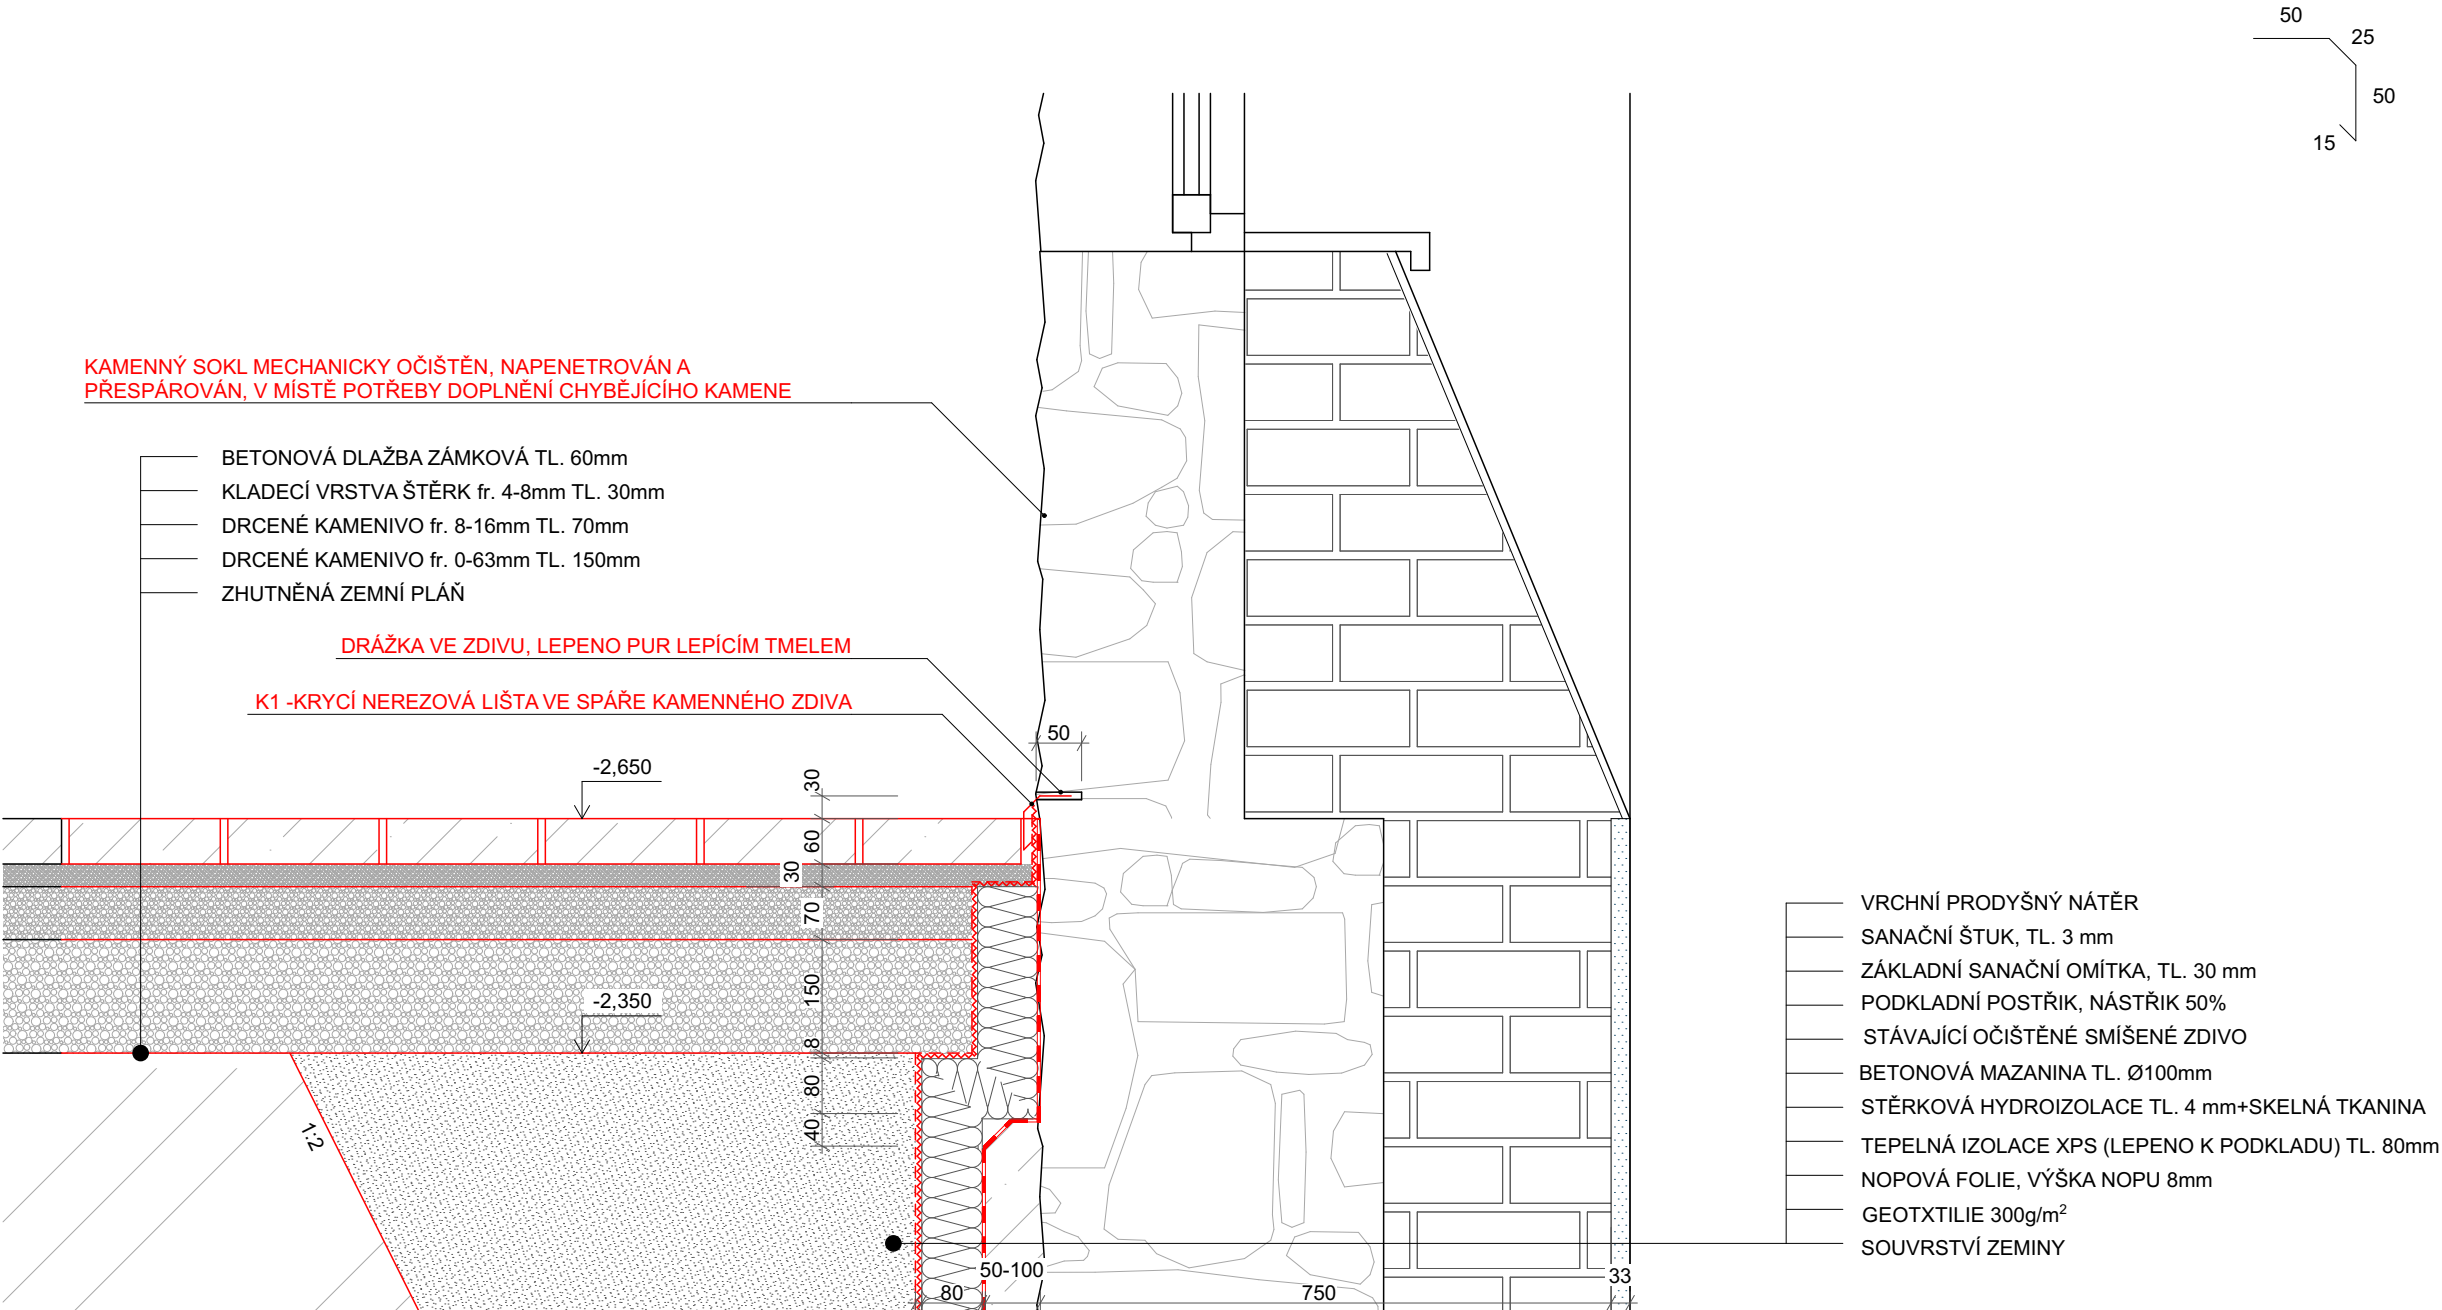 50
25
50
15
KAMENNÝ SOKL MECHANICKY OČIŠTĚN, NAPENETROVÁN A
PŘESPÁROVÁN, V MÍSTĚ POTŘEBY DOPLNĚNÍ CHYBĚJÍCÍHO KAMENE
BETONOVÁ DLAŽBA ZÁMKOVÁ TL. 60mm
KLADECÍ VRSTVA ŠTĚRK fr. 4-8mm TL. 30mm
DRCENÉ KAMENIVO fr. 8-16mm TL. 70mm
DRCENÉ KAMENIVO fr. 0-63mm TL. 150mm
ZHUTNĚNÁ ZEMNÍ PLÁŇ
DRÁŽKA VE ZDIVU, LEPENO PUR LEPÍCÍM TMELEM
K1 -KRYCÍ NEREZOVÁ LIŠTA VE SPÁŘE KAMENNÉHO ZDIVA
50
-2,650
30
60
30
70
150
-2,350
8
80
40
1:2
VRCHNÍ PRODYŠNÝ NÁTĚR
SANAČNÍ ŠTUK, TL. 3 mm
ZÁKLADNÍ SANAČNÍ OMÍTKA, TL. 30 mm
PODKLADNÍ POSTŘIK, NÁSTŘIK 50%
STÁVAJÍCÍ OČIŠTĚNÉ SMÍŠENÉ ZDIVO
BETONOVÁ MAZANINA TL. Ø100mm
STĚRKOVÁ HYDROIZOLACE TL. 4 mm+SKELNÁ TKANINA
TEPELNÁ IZOLACE XPS (LEPENO K PODKLADU) TL. 80mm
NOPOVÁ FOLIE, VÝŠKA NOPU 8mm
GEOTXTILIE 300g/m²
SOUVRSTVÍ ZEMINY
50-100
80
750
33